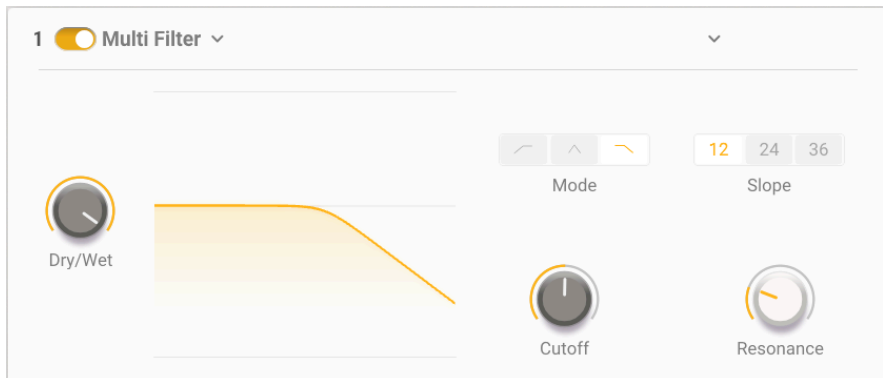 1 Multi Filter
12 24 36
Mode Slope
Dry/Wet
Cutoff Resonance